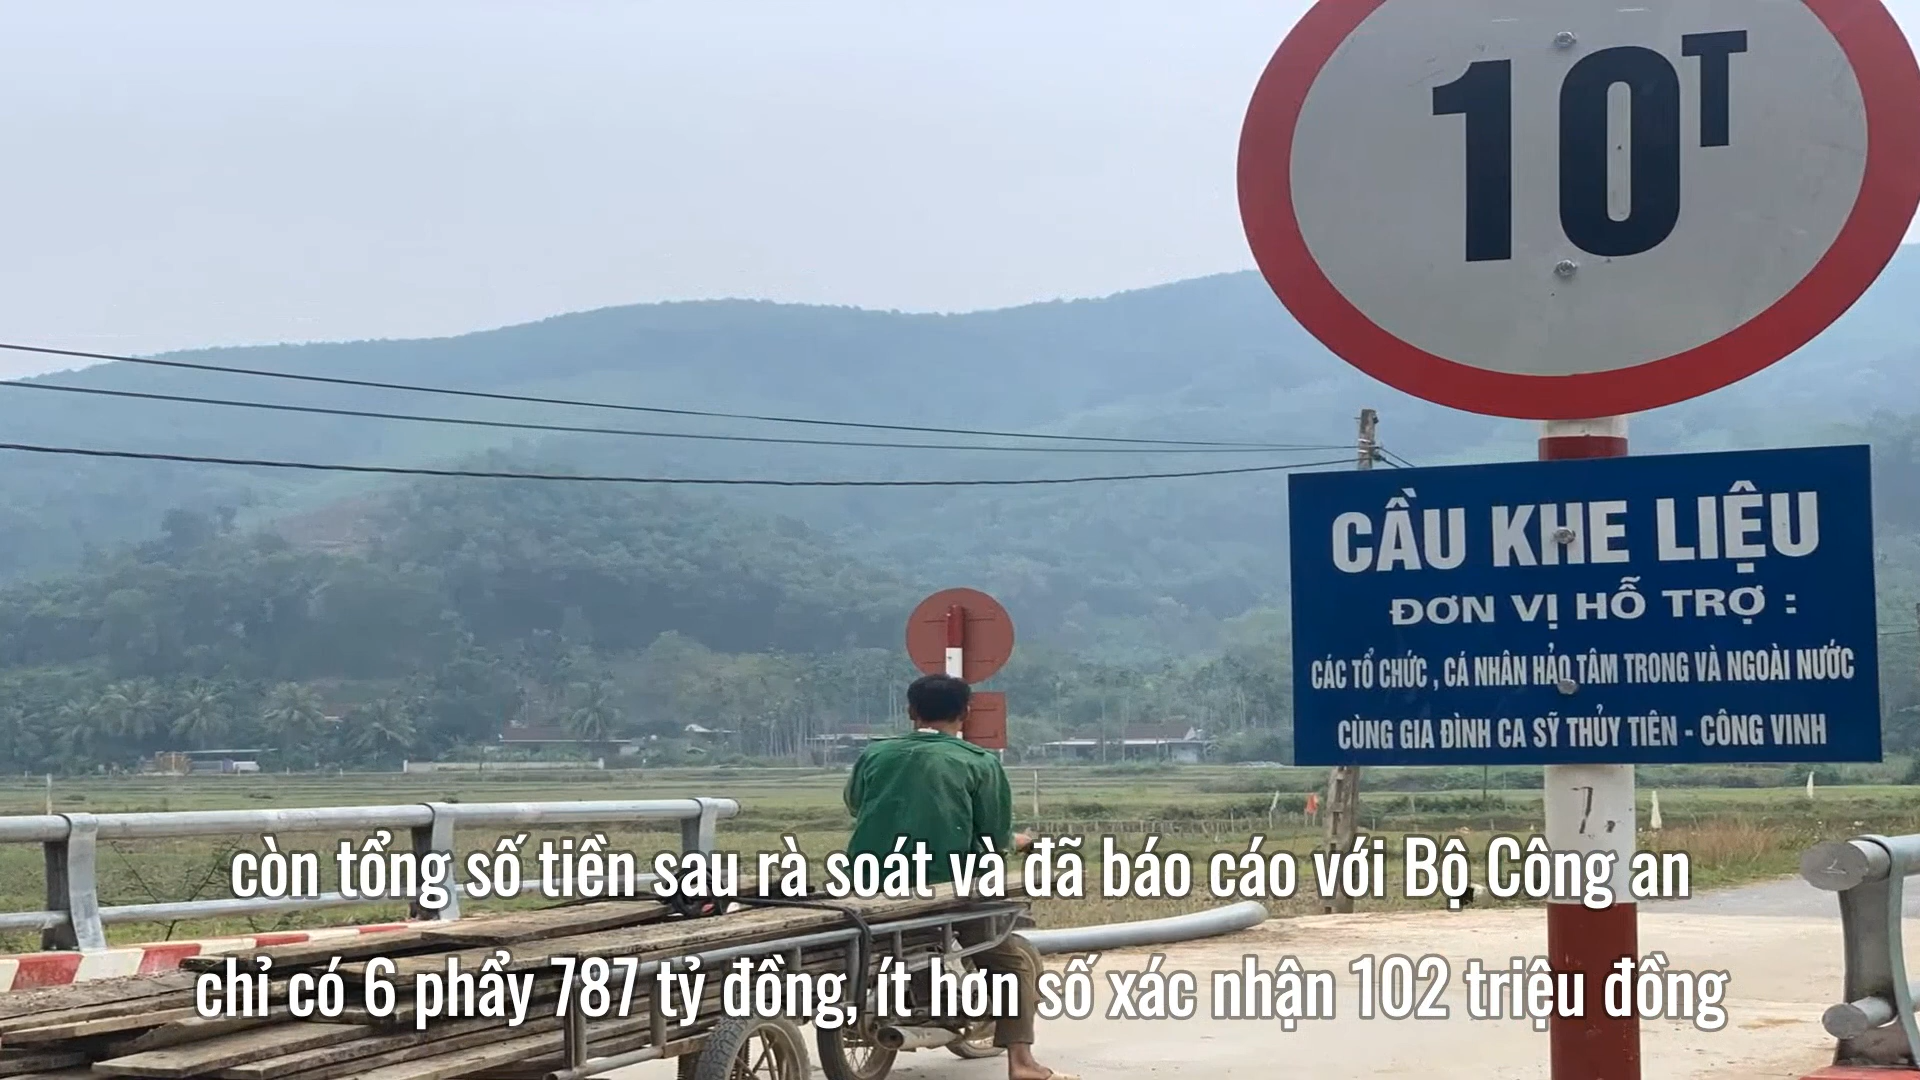 10T
CẦU KHE LIỆU
ĐƠN VỊ HỖ TRỢ :
CÁC TỔ CHỨC , CÁ NHÂN HẢO TÂM TRONG VÀ NGOÀI NƯỚC
CÙNG GIA ĐÌNH CA SỸ THỦY TIÊN - CÔNG VINH
còn tổng số tiền sau rà soát và đã báo cáo với Bộ Công an
chỉ có 6 phẩy 787 tỷ đồng, ít hơn số xác nhận 102 triệu đồng